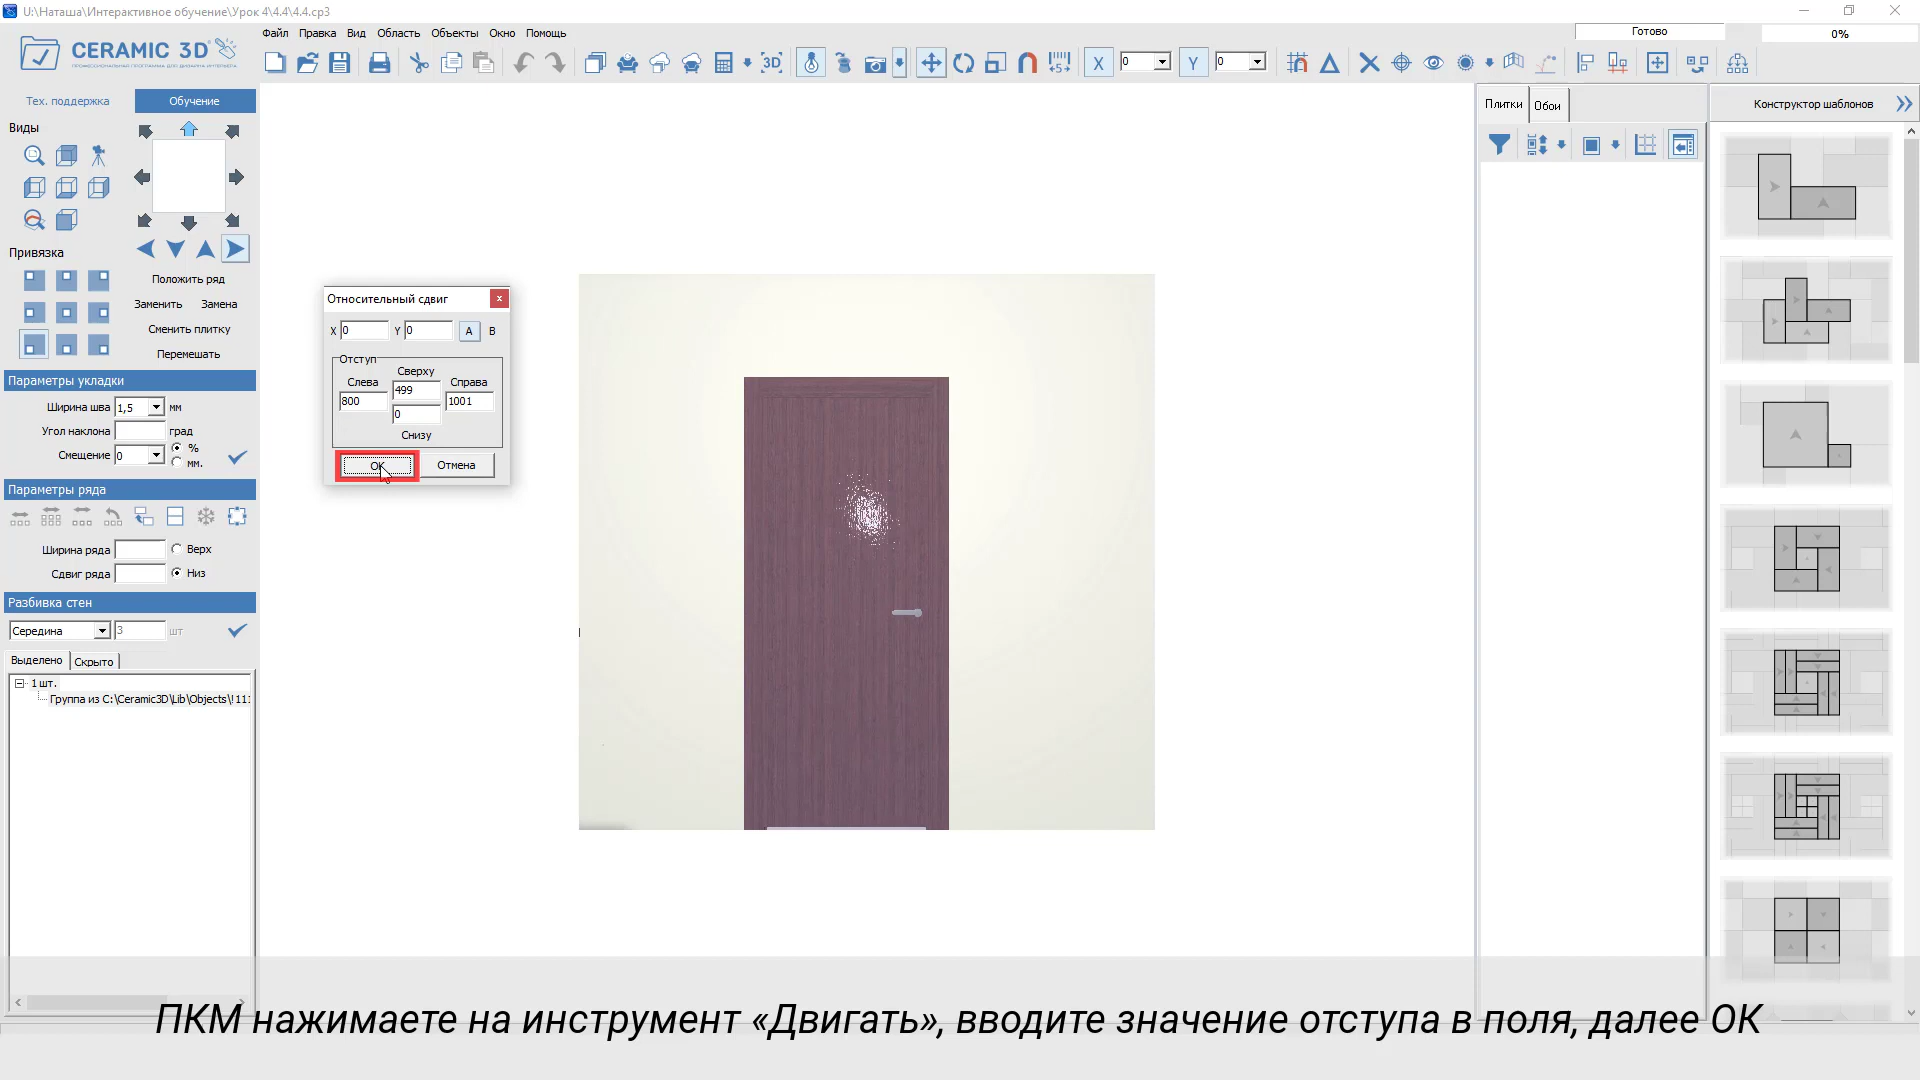 U:\Наташа\Интерактивное обучение\Урок 4\4.4\4.4.cp3
CERAMIC 3D
Файл Правка Вид Область Объекты Окно Помощь
Готово
0%
3D
X 0 Y 0
Тех. поддержка
Обучение
Виды
Привязка
Положить ряд
Заменить Замена
Сменить плитку
Перемешать
Параметры укладки
Ширина шва 1,5 мм
Угол наклона град
Смещение 0 %
мм.
Параметры ряда
Ширина ряда Верх
Сдвиг ряда Низ
Разбивка стен
Середина 3 шт
Выделено Скрыто
1 шт.
Группа из C:\Ceramic3D\Lib\Objects\!11
Относительный сдвиг
X 0 Y 0 A B
Отступ
Сверху
Слева 499 Справа
800 0 1001
Снизу
OK Отмена
Плитки Обои
Конструктор шаблонов
ПКМ нажимаете на инструмент «Двигать», вводите значение отступа в поля, далее ОК